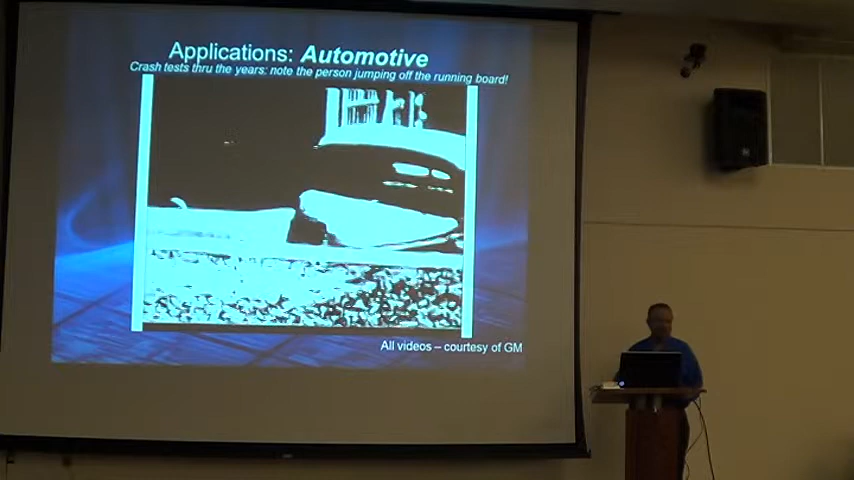 Applications: Automotive
Crash tests thru the years: note the person jumping off the running board!
All videos – courtesy of GM